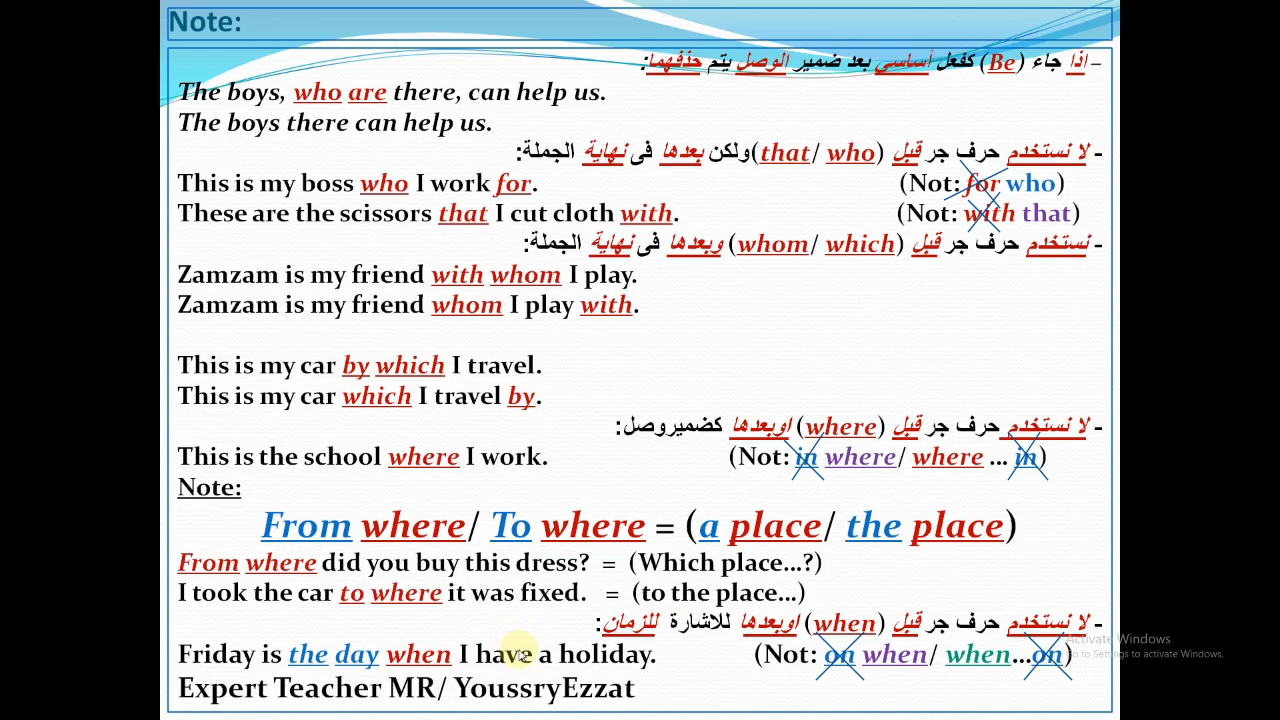 Note:
– اذا جاء (Be) كفعل أساسي بعد ضمير الوصل يتم حذفهما:
The boys, who are there, can help us.
The boys there can help us.
- لا نستخدم حرف جر قبل (that/ who) ولكن بعدها فى نهاية الجملة:
This is my boss who I work for. (Not: for who)
These are the scissors that I cut cloth with. (Not: with that)
- نستخدم حرف جر قبل (whom/ which) وبعدها فى نهاية الجملة:
Zamzam is my friend with whom I play.
Zamzam is my friend whom I play with.
This is my car by which I travel.
This is my car which I travel by.
- لا نستخدم حرف جر قبل (where) اوبعدها كضميروصل:
This is the school where I work. (Not: in where/ where ... in)
Note:
From where/ To where = (a place/ the place)
From where did you buy this dress? = (Which place...?)
I took the car to where it was fixed. = (to the place...)
- لا نستخدم حرف جر قبل (when) اوبعدها للاشارة للزمان:
Friday is the day when I have a holiday. (Not: on when/ when...on)
Expert Teacher MR/ YoussryEzzat
Activate Windows
Go to Settings to activate Windows.